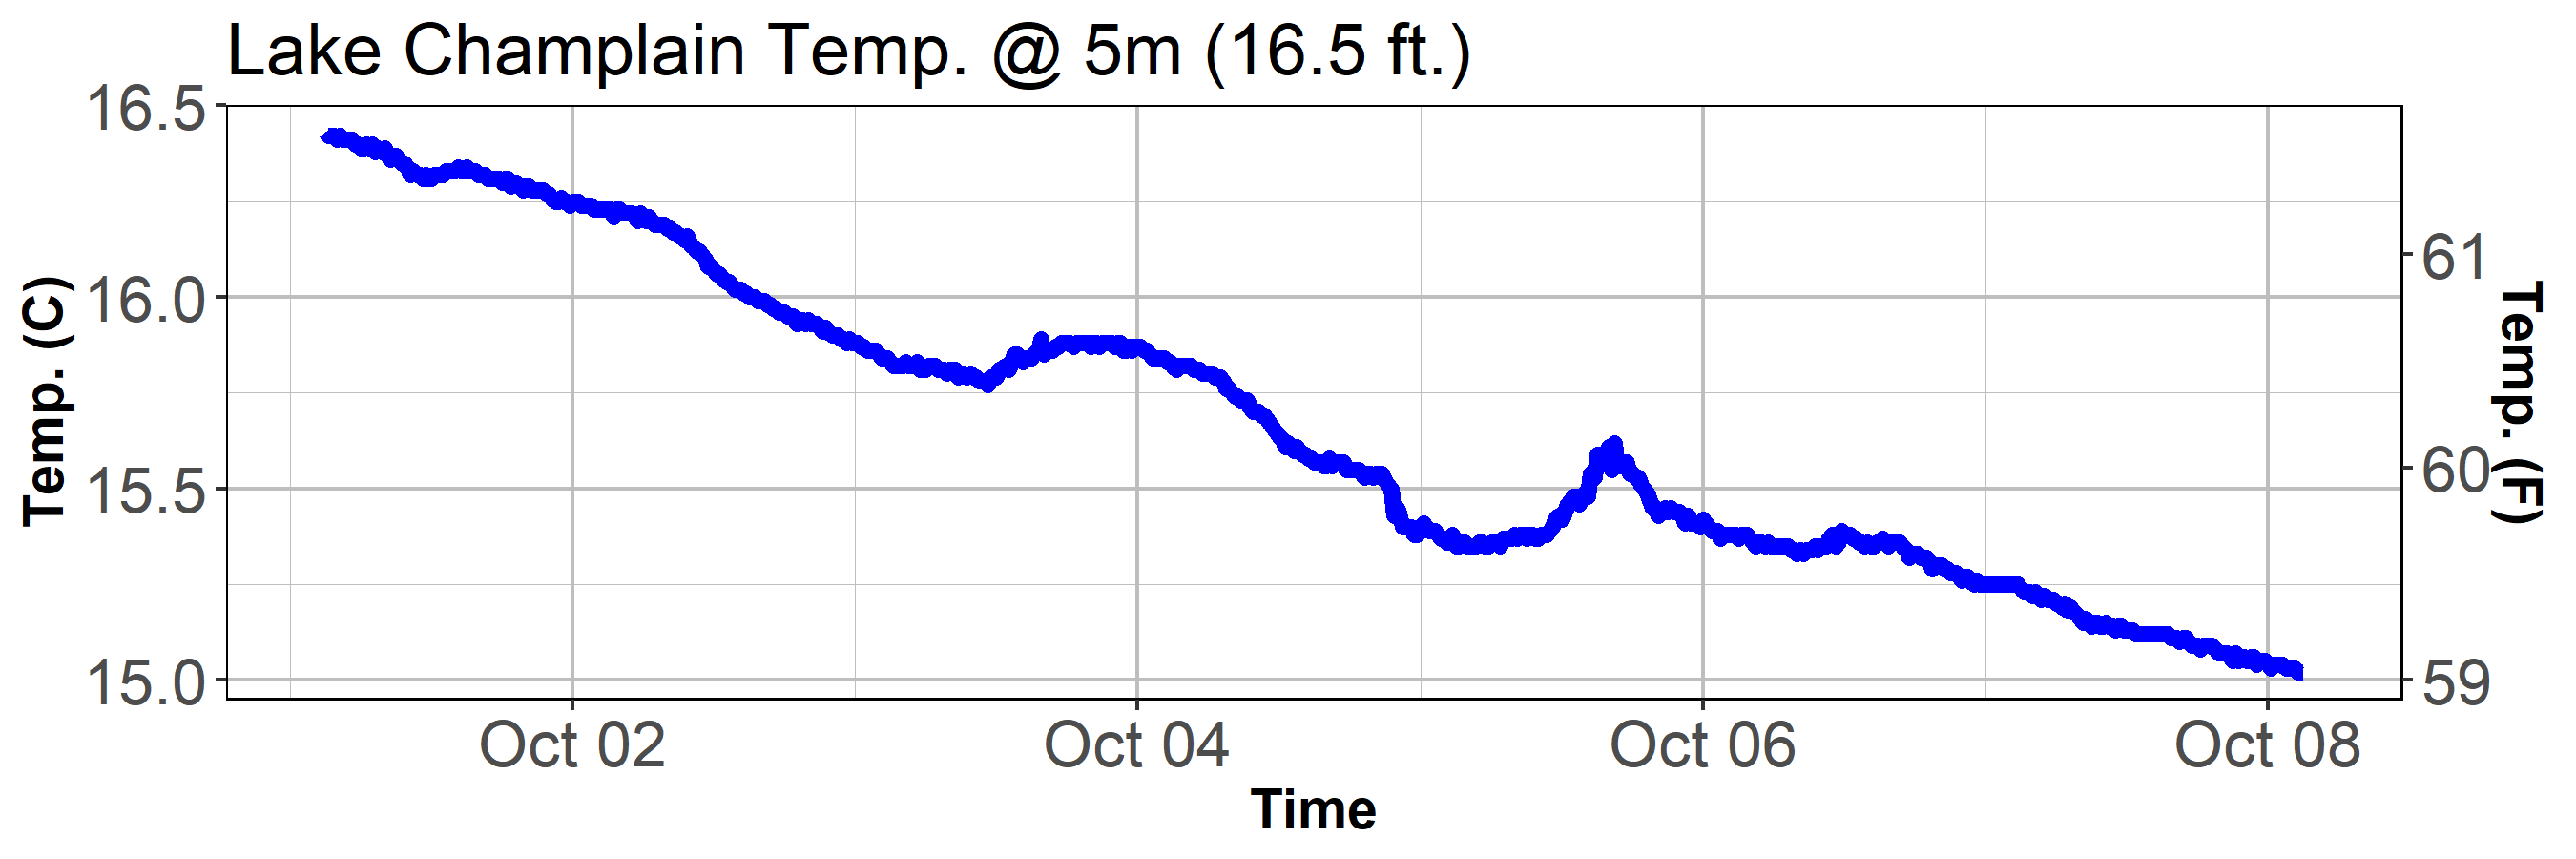 Lake Champlain Temp. @ 5m (16.5 ft.)
16.5
16.0
15.5
15.0
Temp. (C)
61
60
59
Temp. (F)
Oct 02 Oct 04 Oct 06 Oct 08
Time